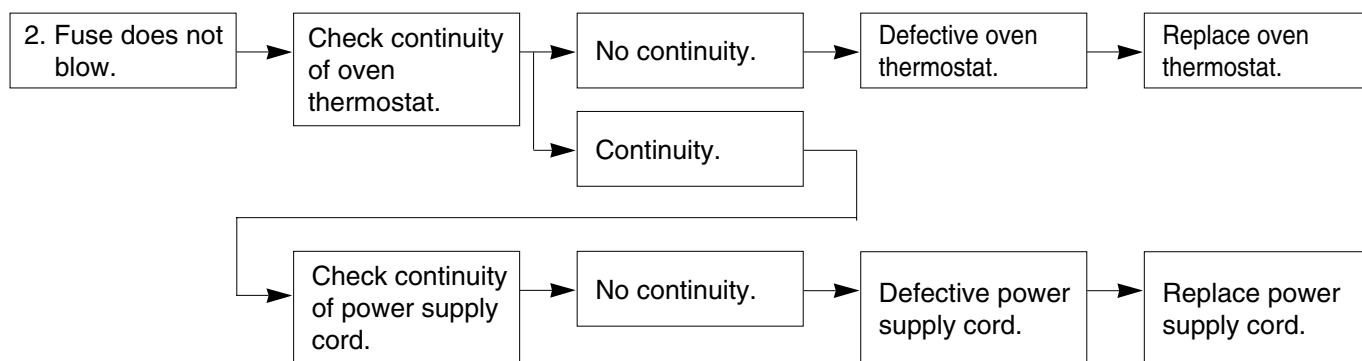 2. Fuse does not
blow.
Check continuity
of oven
thermostat.
No continuity.
Defective oven
thermostat.
Replace oven
thermostat.
Continuity.
Check continuity
of power supply
cord.
No continuity.
Defective power
supply cord.
Replace power
supply cord.